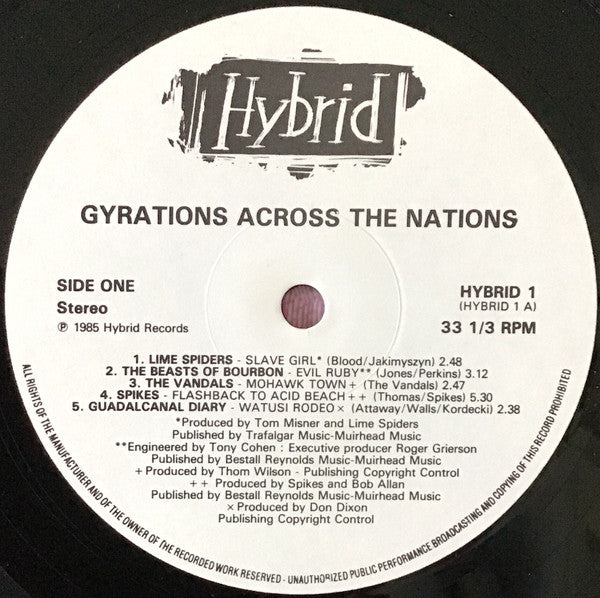 Hybrid
GYRATIONS ACROSS THE NATIONS
SIDE ONE
Stereo
℗ 1985 Hybrid Records
HYBRID 1
(HYBRID 1 A)
33 1/3 RPM
1. LIME SPIDERS - SLAVE GIRL* (Blood/Jakimyszyn) 2.48
2. THE BEASTS OF BOURBON - EVIL RUBY** (Jones/Perkins) 3.12
3. THE VANDALS - MOHAWK TOWN+ (The Vandals) 2.47
4. SPIKES - FLASHBACK TO ACID BEACH++ (Thomas/Spikes) 5.30
5. GUADALCANAL DIARY - WATUSI RODEO× (Attaway/Walls/Kordecki) 2.38
*Produced by Tom Misner and Lime Spiders
Published by Trafalgar Music-Muirhead Music
**Engineered by Tony Cohen : Executive producer Roger Grierson
Published by Bestall Reynolds Music-Muirhead Music
+Produced by Thom Wilson - Publishing Copyright Control
++ Produced by Spikes and Bob Allan
Published by Bestall Reynolds Music-Muirhead Music
×Produced by Don Dixon
Publishing Copyright Control
ALL RIGHTS OF THE MANUFACTURER AND OF THE OWNER OF THE RECORDED WORK RESERVED - UNAUTHORIZED PUBLIC PERFORMANCE BROADCASTING AND COPYING OF THIS RECORD PROHIBITED